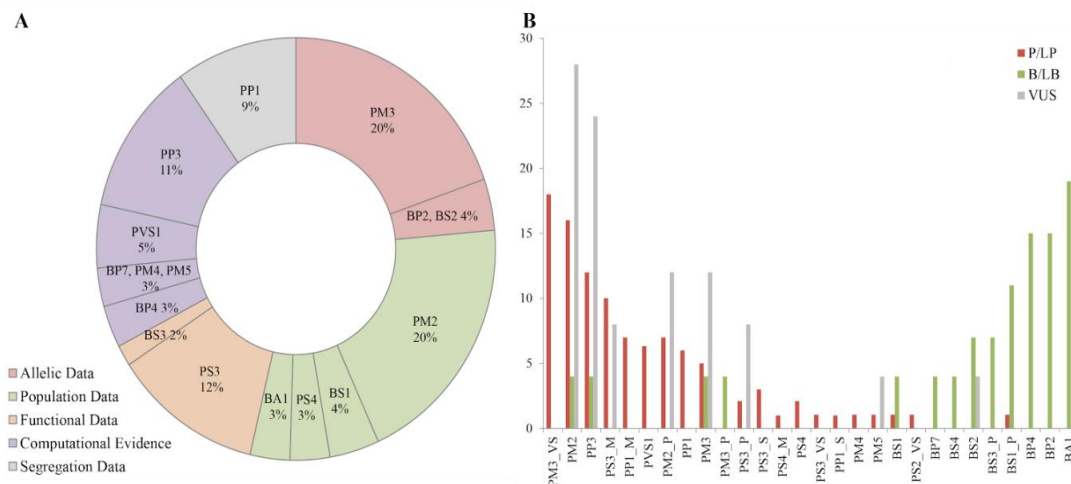 A
PP1
9%
PM3
20%
PP3
11%
BP2, BS2 4%
PVS1
5%
BP7, PM4, PM5
3%
BP4 3%
BS3 2%
PM2
20%
PS3
12%
BA1
3%
PS4
3%
BS1
4%
Allelic Data
Population Data
Functional Data
Computational Evidence
Segregation Data
B
30
25
20
15
10
5
0
P/LP
B/LB
VUS
PM3_VS
PM2
PP3
PS3_M
PP1_M
PVS1
PM2_P
PP1
PM3
PM3_P
PS3_P
PS3_S
PS4_M
PS4
PS3_VS
PP1_S
PM4
PM5
BS1
PS2_VS
BP7
BS4
BS2
BS3_P
BS1_P
BP4
BP2
BA1